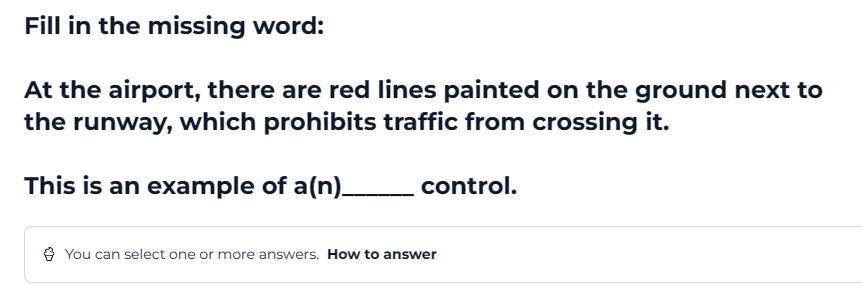 Fill in the missing word:
At the airport, there are red lines painted on the ground next to
the runway, which prohibits traffic from crossing it.
This is an example of a(n)______ control.
You can select one or more answers. How to answer